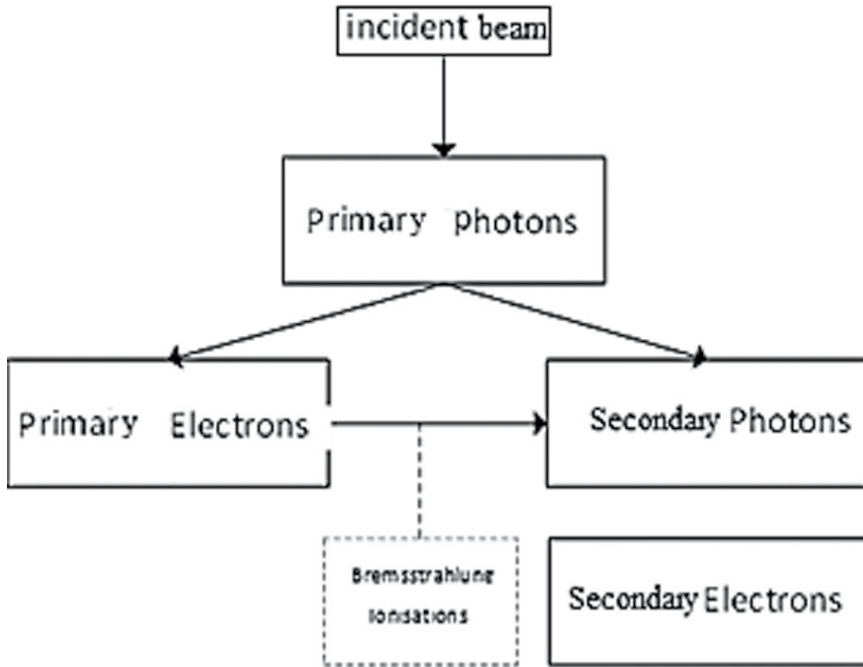 incident beam
Primary Photons
Primary Electrons
Secondary Photons
Bremsstrahlung
Ionisations
Secondary Electrons